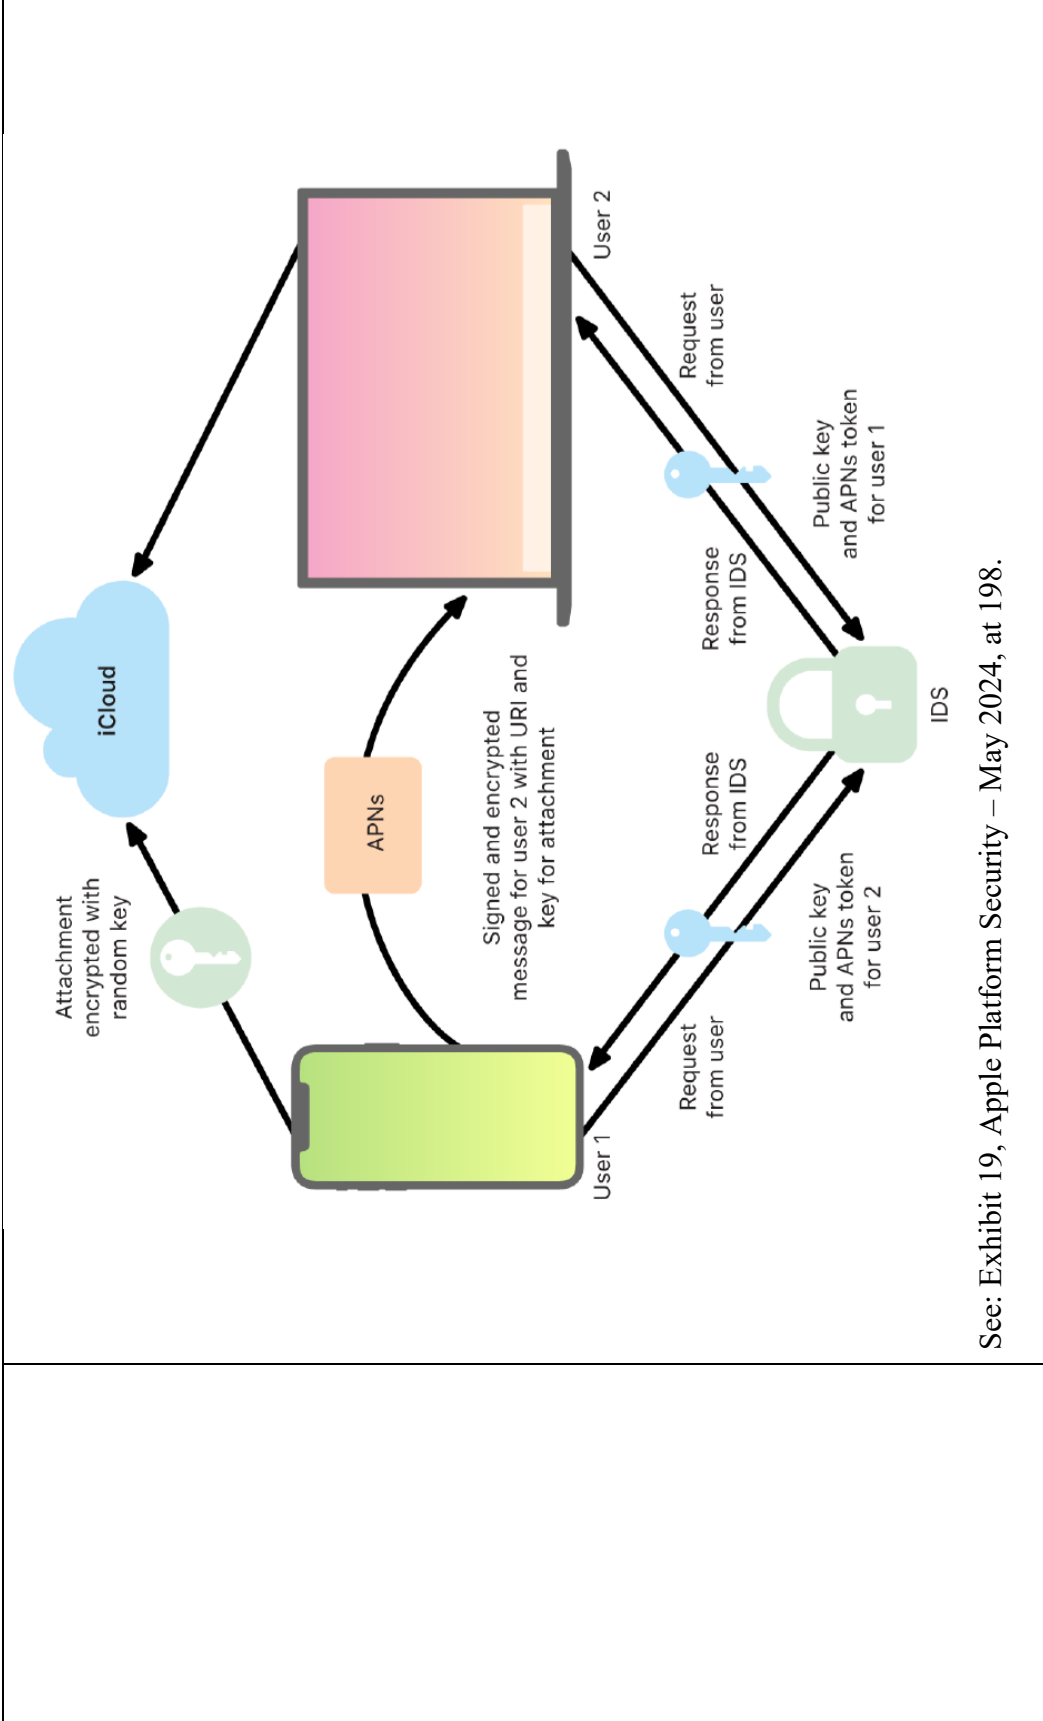 Attachment
encrypted with
random key
iCloud
APNs
Signed and encrypted
message for user 2 with URI and
key for attachment
User 1
User 2
Request
from user
Response
from IDS
Response
from IDS
Request
from user
Public key
and APNs token
for user 2
Public key
and APNs token
for user 1
IDS
See: Exhibit 19, Apple Platform Security – May 2024, at 198.